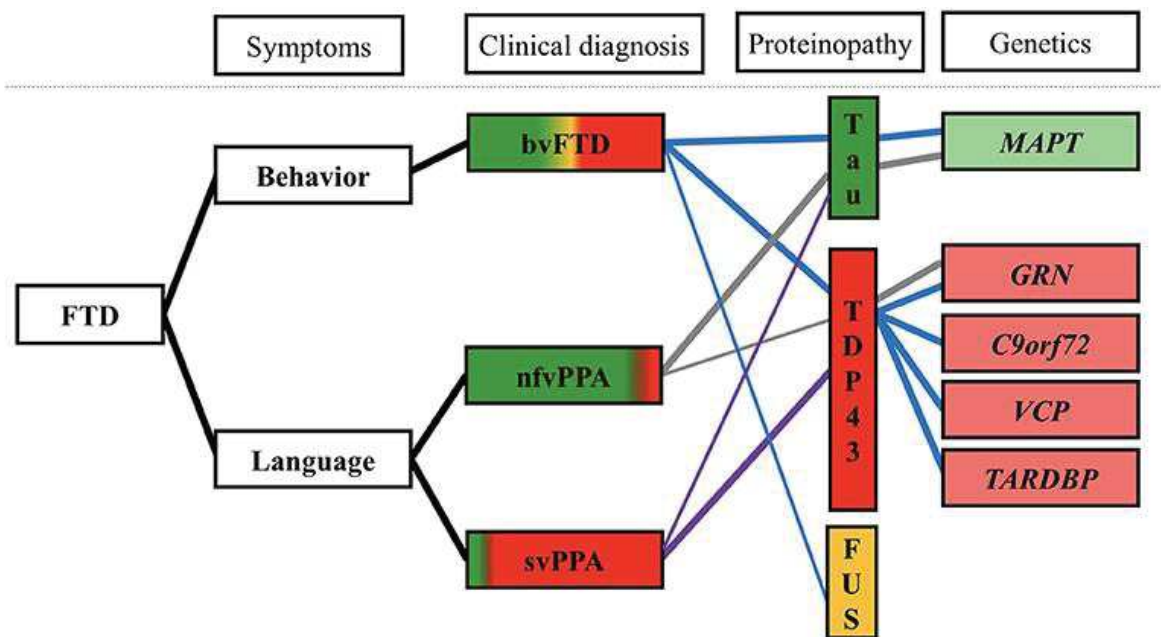 Symptoms
Clinical diagnosis
Proteinopathy
Genetics
FTD
Behavior
Language
bvFTD
nfvPPA
svPPA
T
a
u
T
D
P
4
3
F
U
S
MAPT
GRN
C9orf72
VCP
TARDBP